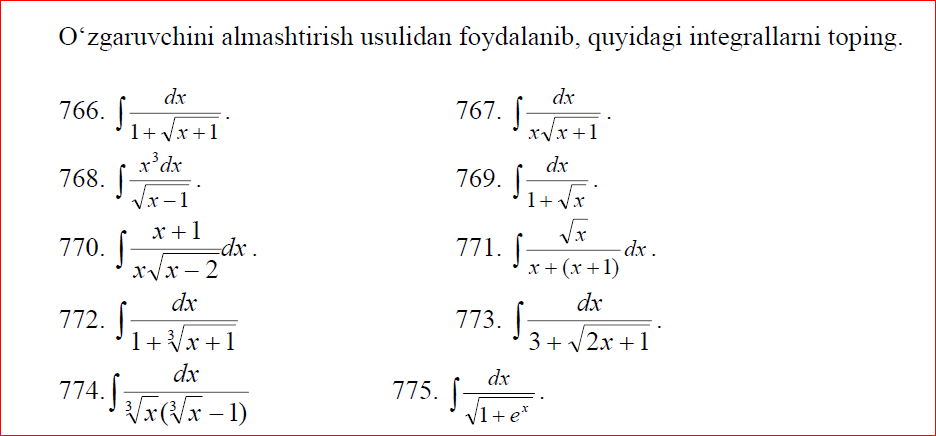 O‘zgaruvchini almashtirish usulidan foydalanib, quyidagi integrallarni toping.
766. ∫ dx/(1+√(x+1)) . 767. ∫ dx/(x√(x+1)) .
768. ∫ x³dx/√(x−1) . 769. ∫ dx/(1+√x) .
770. ∫ (x+1)/(x√(x−2)) dx . 771. ∫ √x/(x+(x+1)) dx .
772. ∫ dx/(1+∛(x+1)) 773. ∫ dx/(3+√(2x+1)) .
774. ∫ dx/(∛x(∛x−1)) 775. ∫ dx/√(1+eˣ) .